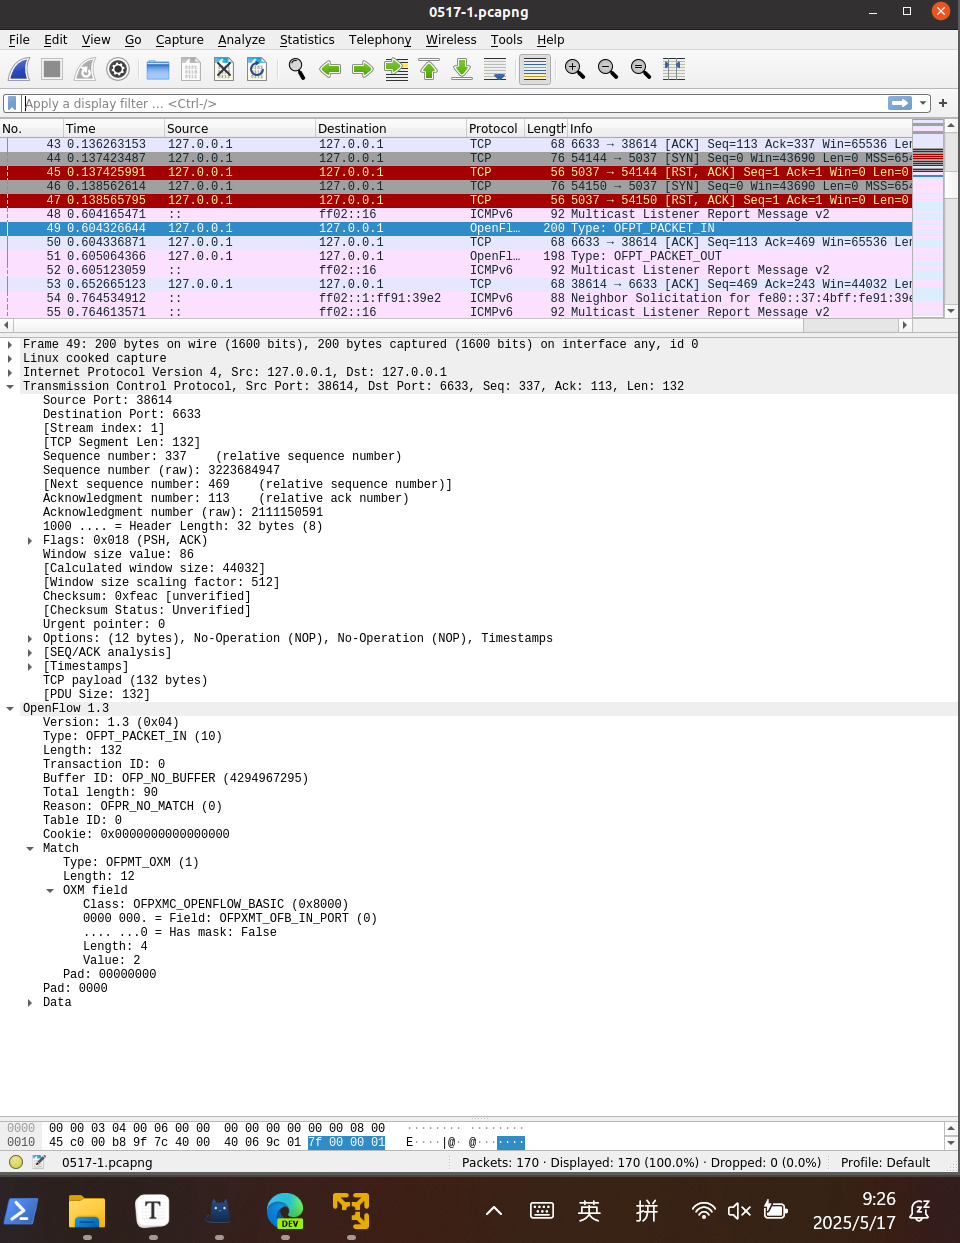 0517-1.pcapng
File Edit View Go Capture Analyze Statistics Telephony Wireless Tools Help
Apply a display filter ... <Ctrl-/>
No. Time Source Destination Protocol Length Info
43 0.136263153 127.0.0.1 127.0.0.1 TCP 68 6633 → 38614 [ACK] Seq=113 Ack=337 Win=65536 Len
44 0.137423487 127.0.0.1 127.0.0.1 TCP 76 54144 → 5037 [SYN] Seq=0 Win=43690 Len=0 MSS=654
45 0.137425991 127.0.0.1 127.0.0.1 TCP 56 5037 → 54144 [RST, ACK] Seq=1 Ack=1 Win=0 Len=0
46 0.138562614 127.0.0.1 127.0.0.1 TCP 76 54150 → 5037 [SYN] Seq=0 Win=43690 Len=0 MSS=654
47 0.138565795 127.0.0.1 127.0.0.1 TCP 56 5037 → 54150 [RST, ACK] Seq=1 Ack=1 Win=0 Len=0
48 0.604165471 :: ff02::16 ICMPv6 92 Multicast Listener Report Message v2
49 0.604326644 127.0.0.1 127.0.0.1 OpenFl… 200 Type: OFPT_PACKET_IN
50 0.604336871 127.0.0.1 127.0.0.1 TCP 68 6633 → 38614 [ACK] Seq=113 Ack=469 Win=65536 Len
51 0.605064366 127.0.0.1 127.0.0.1 OpenFl… 198 Type: OFPT_PACKET_OUT
52 0.605123059 :: ff02::16 ICMPv6 92 Multicast Listener Report Message v2
53 0.652665123 127.0.0.1 127.0.0.1 TCP 68 38614 → 6633 [ACK] Seq=469 Ack=243 Win=44032 Len
54 0.764534912 :: ff02::1:ff91:39e2 ICMPv6 88 Neighbor Solicitation for fe80::37:4bff:fe91:39e
55 0.764613571 :: ff02::16 ICMPv6 92 Multicast Listener Report Message v2
Frame 49: 200 bytes on wire (1600 bits), 200 bytes captured (1600 bits) on interface any, id 0
Linux cooked capture
Internet Protocol Version 4, Src: 127.0.0.1, Dst: 127.0.0.1
Transmission Control Protocol, Src Port: 38614, Dst Port: 6633, Seq: 337, Ack: 113, Len: 132
Source Port: 38614
Destination Port: 6633
[Stream index: 1]
[TCP Segment Len: 132]
Sequence number: 337 (relative sequence number)
Sequence number (raw): 3223684947
[Next sequence number: 469 (relative sequence number)]
Acknowledgment number: 113 (relative ack number)
Acknowledgment number (raw): 2111150591
1000 .... = Header Length: 32 bytes (8)
Flags: 0x018 (PSH, ACK)
Window size value: 86
[Calculated window size: 44032]
[Window size scaling factor: 512]
Checksum: 0xfeac [unverified]
[Checksum Status: Unverified]
Urgent pointer: 0
Options: (12 bytes), No-Operation (NOP), No-Operation (NOP), Timestamps
[SEQ/ACK analysis]
[Timestamps]
TCP payload (132 bytes)
[PDU Size: 132]
OpenFlow 1.3
Version: 1.3 (0x04)
Type: OFPT_PACKET_IN (10)
Length: 132
Transaction ID: 0
Buffer ID: OFP_NO_BUFFER (4294967295)
Total length: 90
Reason: OFPR_NO_MATCH (0)
Table ID: 0
Cookie: 0x0000000000000000
Match
Type: OFPMT_OXM (1)
Length: 12
OXM field
Class: OFPXMC_OPENFLOW_BASIC (0x8000)
0000 000. = Field: OFPXMT_OFB_IN_PORT (0)
.... ...0 = Has mask: False
Length: 4
Value: 2
Pad: 00000000
Pad: 0000
Data
0000 00 00 03 04 00 06 00 00 00 00 00 00 00 00 08 00 ········ ········
0010 45 c0 00 b8 9f 7c 40 00 40 06 9c 01 7f 00 00 01 E····|@· @·······
0517-1.pcapng Packets: 170 · Displayed: 170 (100.0%) · Dropped: 0 (0.0%) Profile: Default
T DEV 英 拼 9:26
2025/5/17